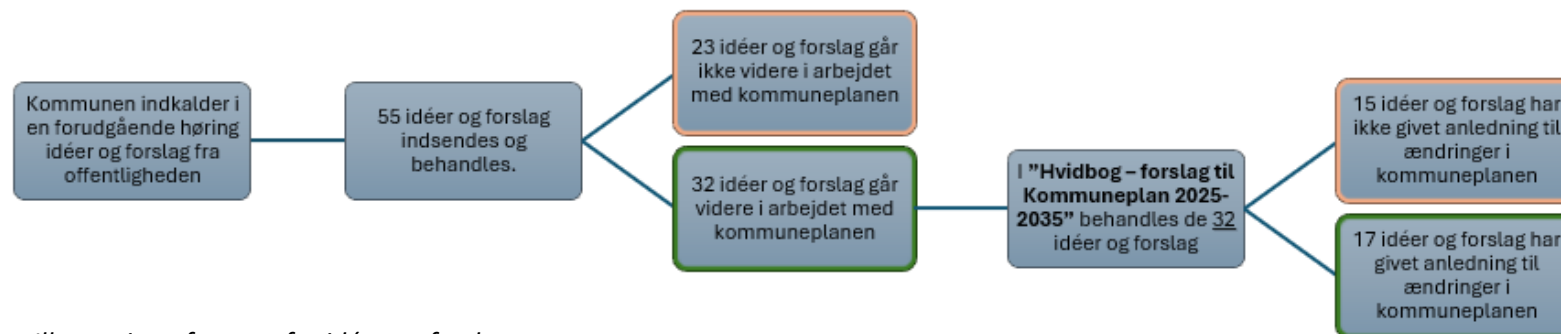 Kommunen indkalder i
en forudgående høring
idéer og forslag fra
offentligheden
55 idéer og forslag
indsendes og
behandles.
23 idéer og forslag går
ikke videre i arbejdet
med kommuneplanen
32 idéer og forslag går
videre i arbejdet med
kommuneplanen
I ”Hvidbog – forslag til
Kommuneplan 2025-
2035” behandles de 32
idéer og forslag
15 idéer og forslag har
ikke givet anledning til
ændringer i
kommuneplanen
17 idéer og forslag har
givet anledning til
ændringer i
kommuneplanen